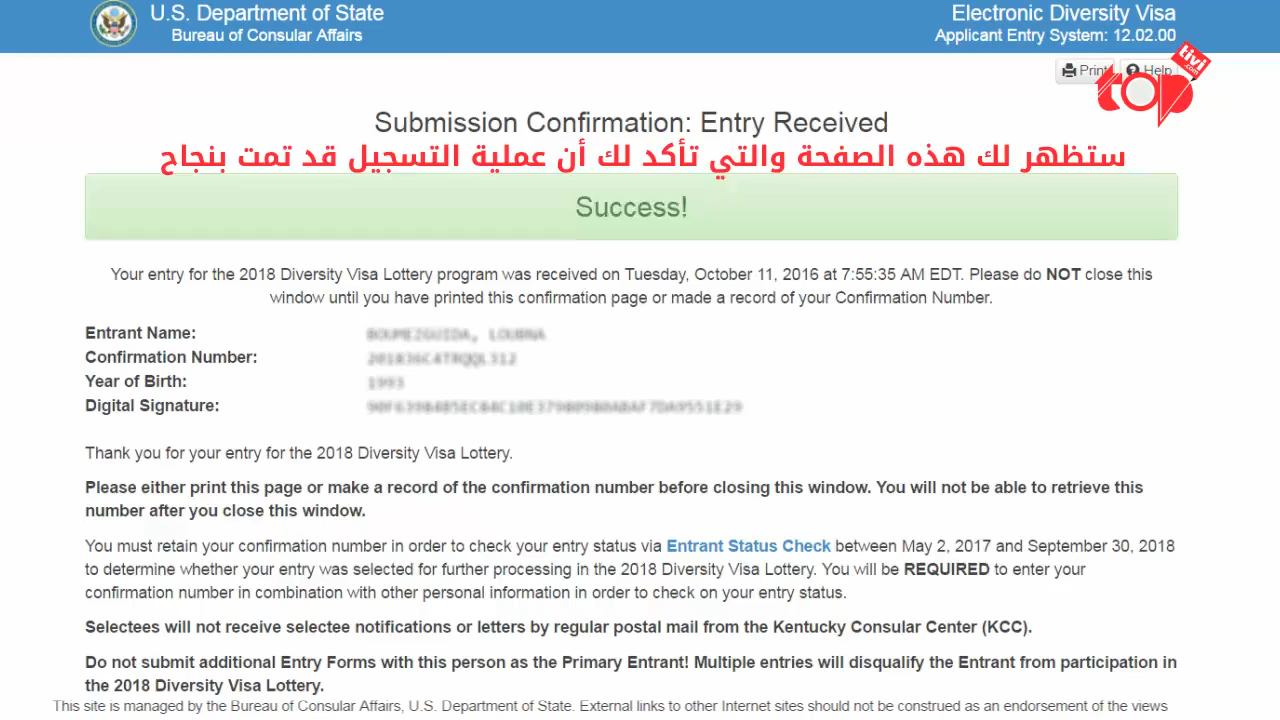 U.S. Department of State
Bureau of Consular Affairs
Electronic Diversity Visa
Applicant Entry System: 12.02.00
Print
Help
tivi
.com
top
Submission Confirmation: Entry Received
ستظهر لك هذه الصفحة والتي تأكد لك أن عملية التسجيل قد تمت بنجاح
Success!
Your entry for the 2018 Diversity Visa Lottery program was received on Tuesday, October 11, 2016 at 7:55:35 AM EDT. Please do NOT close this
window until you have printed this confirmation page or made a record of your Confirmation Number.
Entrant Name:
Confirmation Number:
Year of Birth:
Digital Signature:
Thank you for your entry for the 2018 Diversity Visa Lottery.
Please either print this page or make a record of the confirmation number before closing this window. You will not be able to retrieve this
number after you close this window.
You must retain your confirmation number in order to check your entry status via Entrant Status Check between May 2, 2017 and September 30, 2018
to determine whether your entry was selected for further processing in the 2018 Diversity Visa Lottery. You will be REQUIRED to enter your
confirmation number in combination with other personal information in order to check on your entry status.
Selectees will not receive selectee notifications or letters by regular postal mail from the Kentucky Consular Center (KCC).
Do not submit additional Entry Forms with this person as the Primary Entrant! Multiple entries will disqualify the Entrant from participation in
the 2018 Diversity Visa Lottery.
This site is managed by the Bureau of Consular Affairs, U.S. Department of State. External links to other Internet sites should not be construed as an endorsement of the views